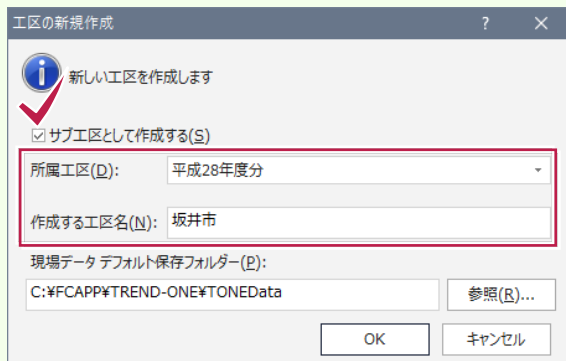 工区の新規作成 ? ×
新しい工区を作成します
サブ工区として作成する(S)
所属工区(D): 平成28年度分
作成する工区名(N): 坂井市
現場データ デフォルト保存フォルダー(P):
C:¥FCAPP¥TREND-ONE¥TONEData 参照(R)...
OK キャンセル